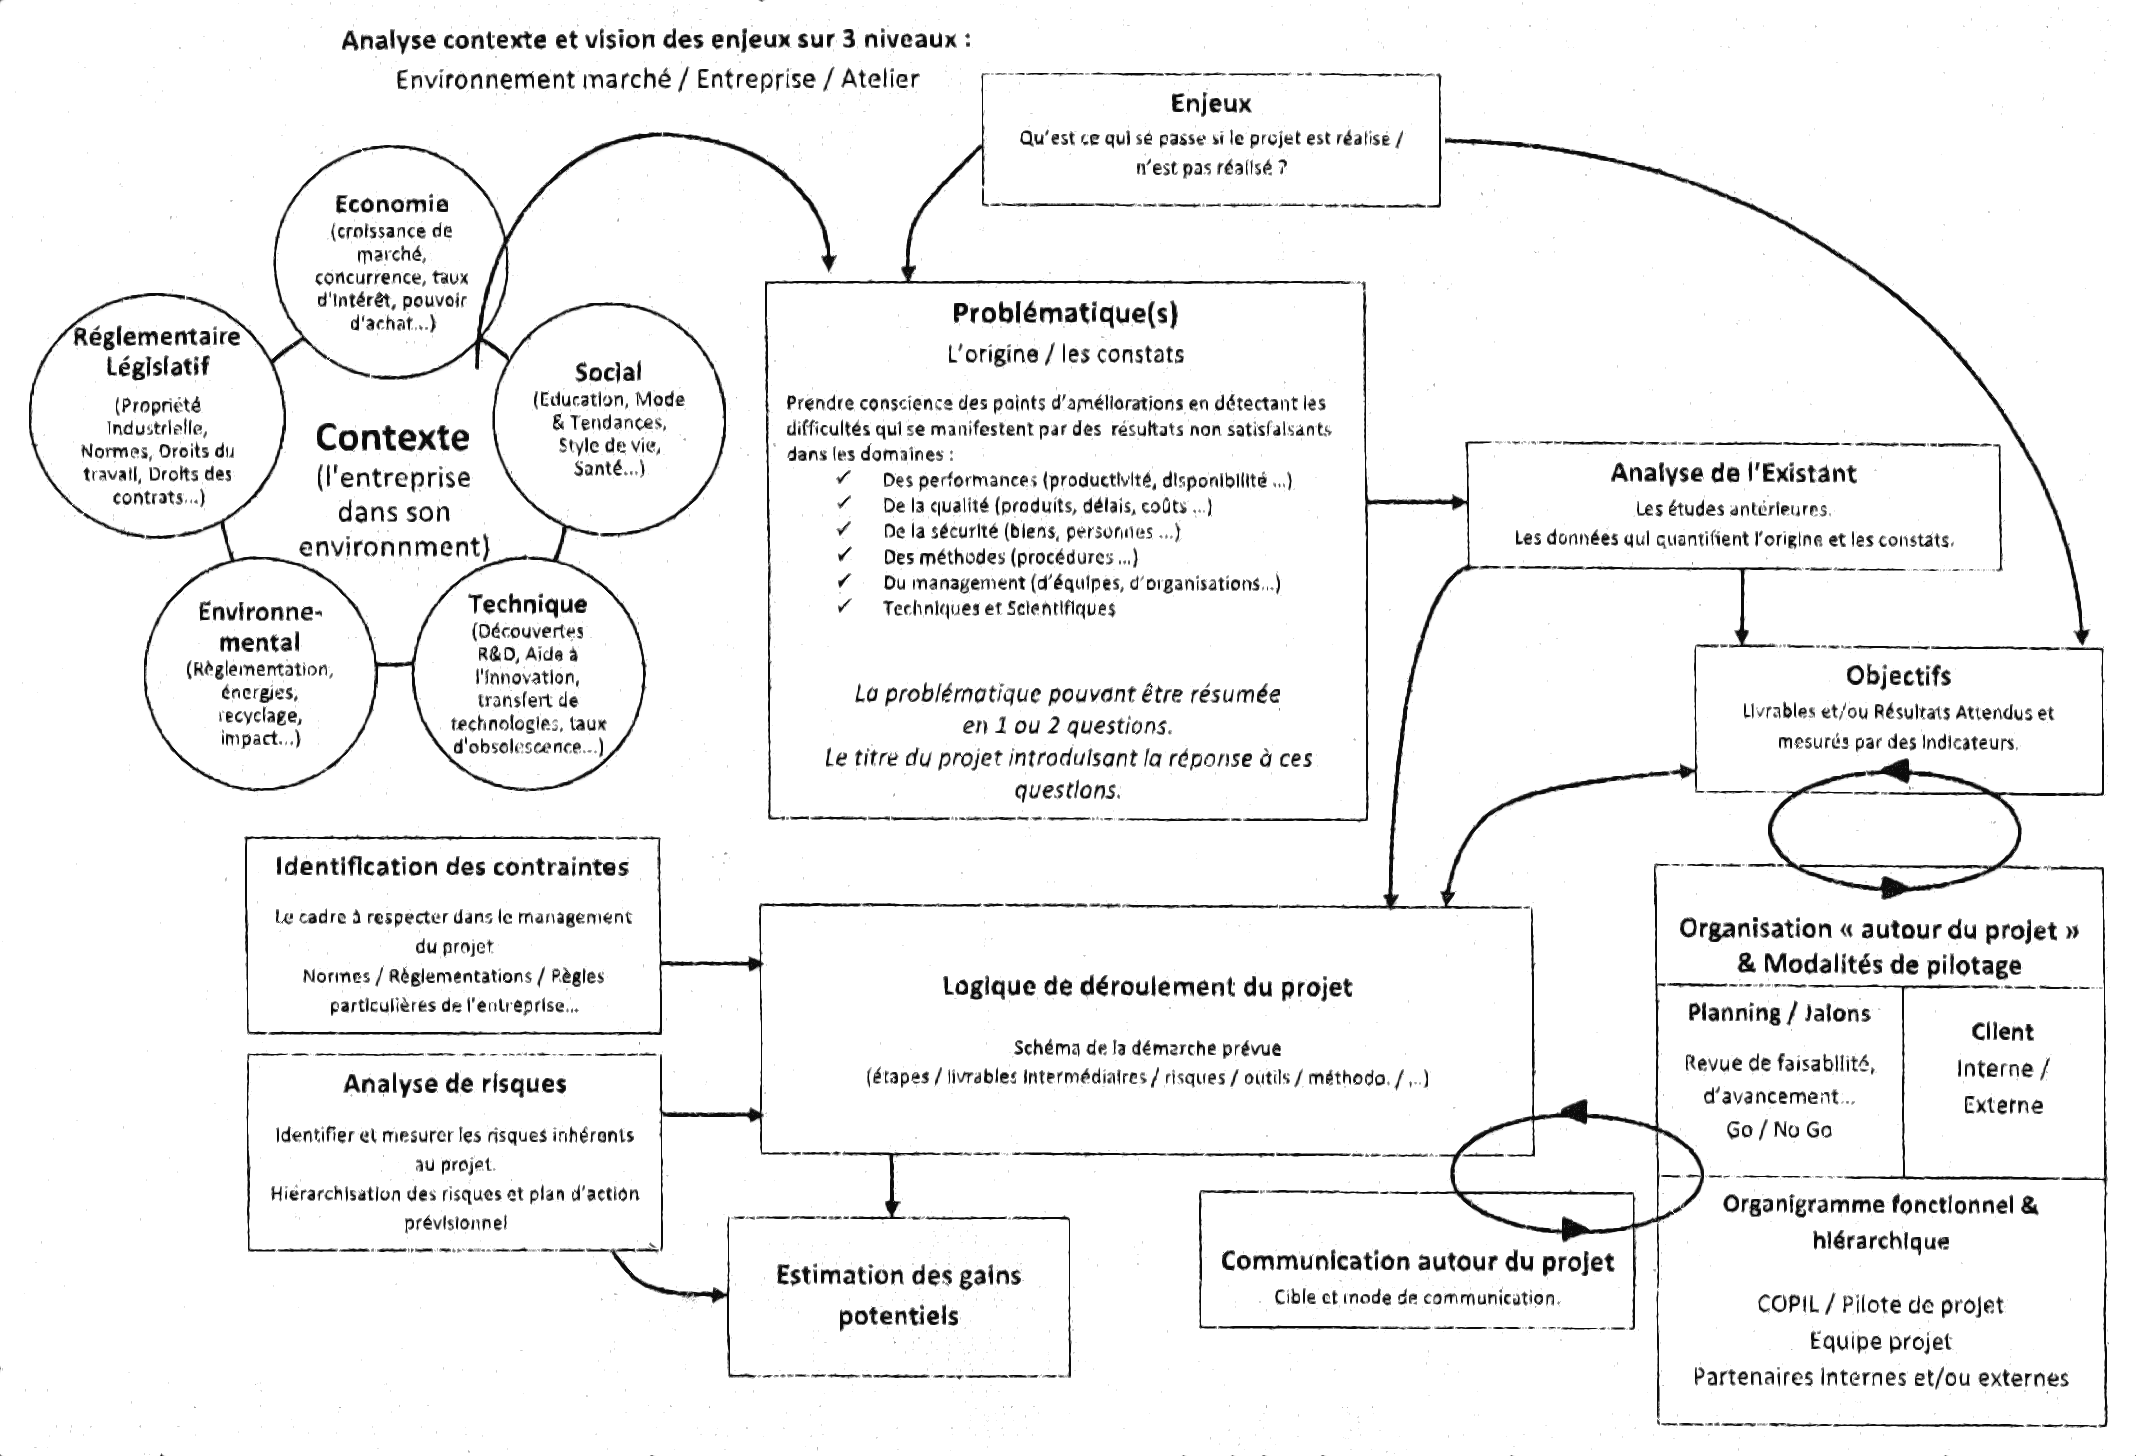 Analyse contexte et vision des enjeux sur 3 niveaux :
Environnement marché / Entreprise / Atelier
Enjeux
Qu'est ce qui se passe si le projet est réalisé /
n'est pas réalisé ?
Economie
(croissance de
marché,
concurrence, taux
d'intérêt, pouvoir
d'achat...)
Réglementaire
Législatif
(Propriété
Industrielle,
Normes, Droits du
travail, Droits des
contrats...)
Social
(Education, Mode
& Tendances,
Style de vie,
Santé...)
Contexte
(l'entreprise
dans son
environnment)
Environne-
mental
(Règlementation,
énergies,
recyclage,
impact...)
Technique
(Découvertes
R&D, Aide à
l'innovation,
transfert de
technologies, taux
d'obsolescence...)
Problématique(s)
L'origine / les constats
Prendre conscience des points d'améliorations en détectant les
difficultés qui se manifestent par des résultats non satisfaisants
dans les domaines :
✓ Des performances (productivité, disponibilité ...)
✓ De la qualité (produits, délais, coûts ...)
✓ De la sécurité (biens, personnes ...)
✓ Des méthodes (procédures ...)
✓ Du management (d'équipes, d'organisations...)
✓ Techniques et Scientifiques
La problématique pouvant être résumée
en 1 ou 2 questions.
Le titre du projet introduisant la réponse à ces
questions.
Analyse de l'Existant
Les études antérieures.
Les données qui quantifient l'origine et les constats.
Objectifs
Livrables et/ou Résultats Attendus et
mesurés par des indicateurs.
Identification des contraintes
Le cadre à respecter dans le management
du projet
Normes / Règlementations / Règles
particulières de l'entreprise...
Analyse de risques
Identifier et mesurer les risques inhérents
au projet.
Hiérarchisation des risques et plan d'action
prévisionnel
Logique de déroulement du projet
Schéma de la démarche prévue
(étapes / livrables intermédiaires / risques / outils / méthodo. / ...)
Estimation des gains
potentiels
Communication autour du projet
Cible et mode de communication.
Organisation « autour du projet »
& Modalités de pilotage
Planning / Jalons
Revue de faisabilité,
d'avancement...
Go / No Go
Client
Interne /
Externe
Organigramme fonctionnel &
hiérarchique
COPIL / Pilote de projet
Equipe projet
Partenaires Internes et/ou externes